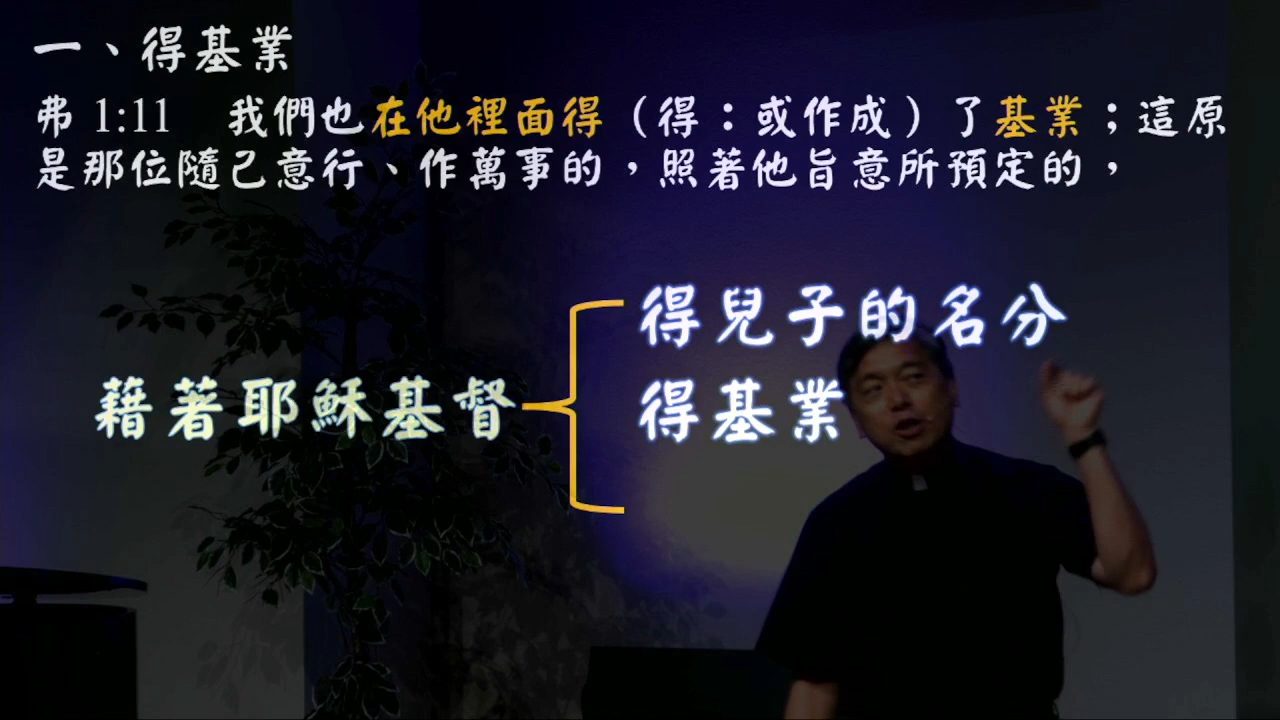 一、得基業
弗 1:11　我們也在他裡面得（得：或作成）了基業；這原
是那位隨己意行、作萬事的，照著他旨意所預定的，
得兒子的名分
藉著耶穌基督
得基業